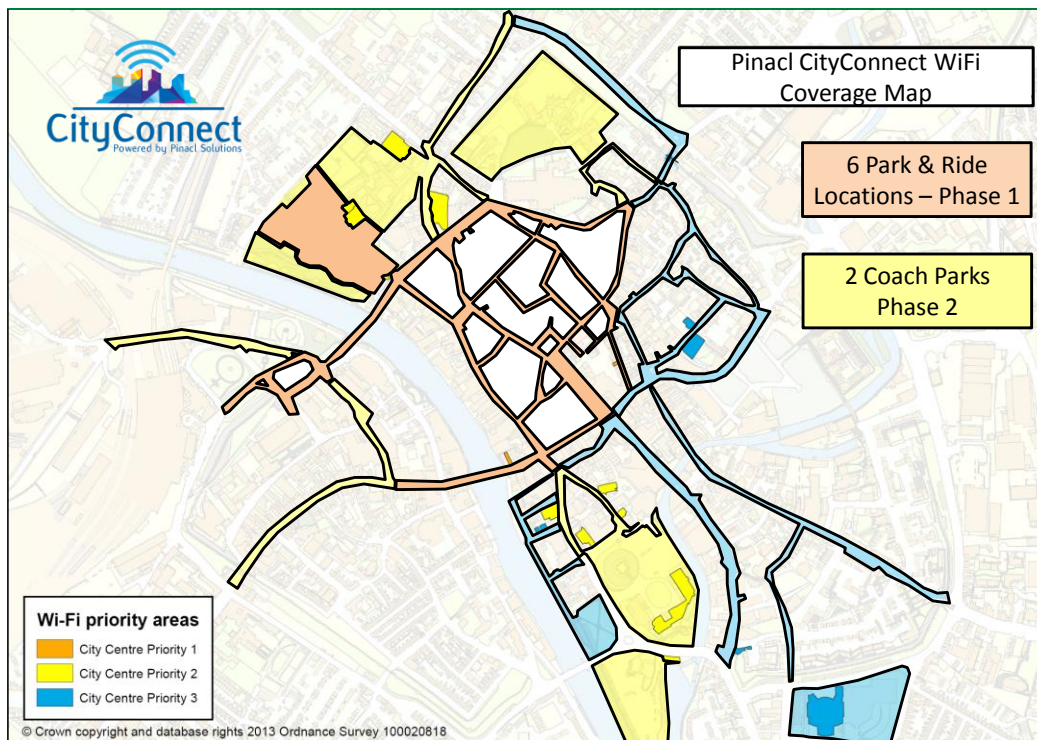 Pinacl CityConnect WiFi
Coverage Map
CityConnect
Powered by Pinacl Solutions
6 Park & Ride
Locations – Phase 1
2 Coach Parks
Phase 2
Wi-Fi priority areas
City Centre Priority 1
City Centre Priority 2
City Centre Priority 3
© Crown copyright and database rights 2013 Ordnance Survey 100020818